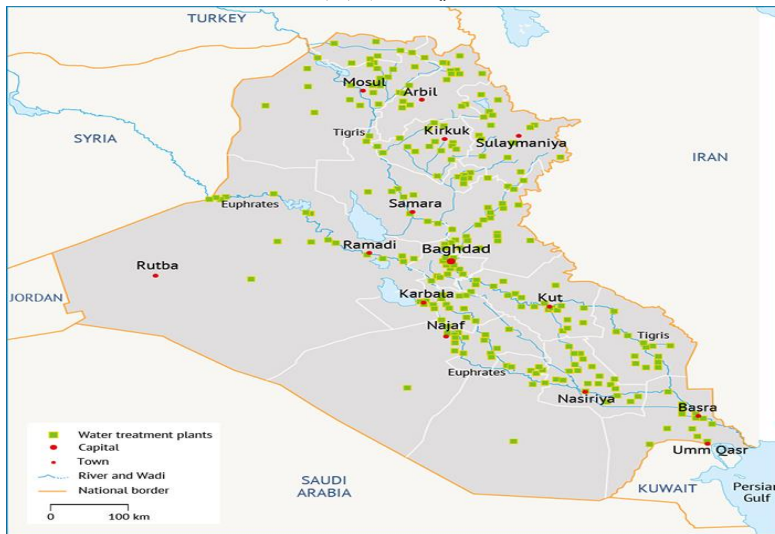 TURKEY
Mosul
Arbil
SYRIA
Tigris
Kirkuk
Sulaymaniya
IRAN
Euphrates
Samara
Ramadi
Baghdad
Rutba
JORDAN
Karbala
Kut
Najaf
Tigris
Euphrates
Nasiriya
Basra
Umm Qasr
SAUDI
ARABIA
KUWAIT
Persian
Gulf
Water treatment plants
Capital
Town
River and Wadi
National border
0 100 km